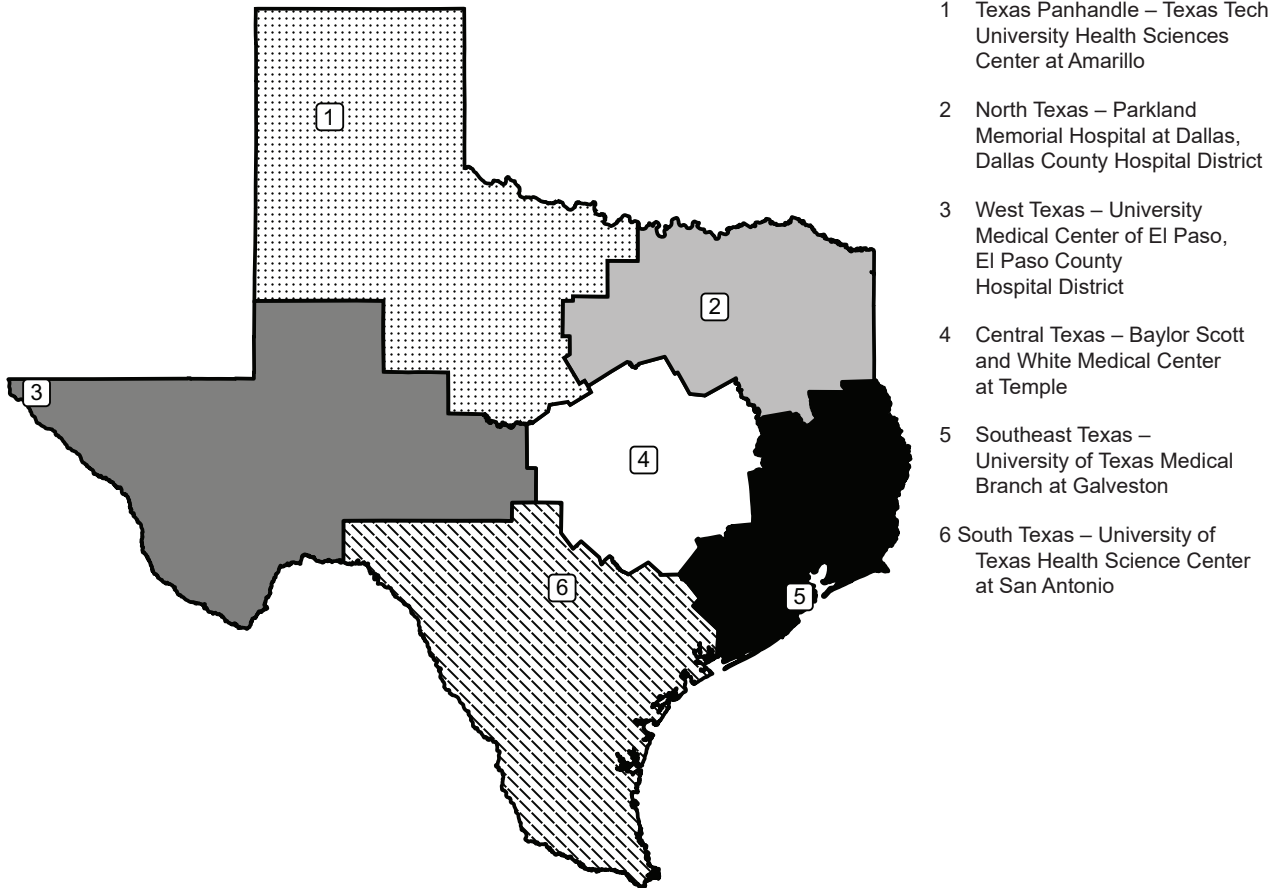 1 Texas Panhandle – Texas Tech
University Health Sciences
Center at Amarillo
2 North Texas – Parkland
Memorial Hospital at Dallas,
Dallas County Hospital District
3 West Texas – University
Medical Center of El Paso,
El Paso County
Hospital District
4 Central Texas – Baylor Scott
and White Medical Center
at Temple
5 Southeast Texas –
University of Texas Medical
Branch at Galveston
6 South Texas – University of
Texas Health Science Center
at San Antonio
1
2
3
4
6
5